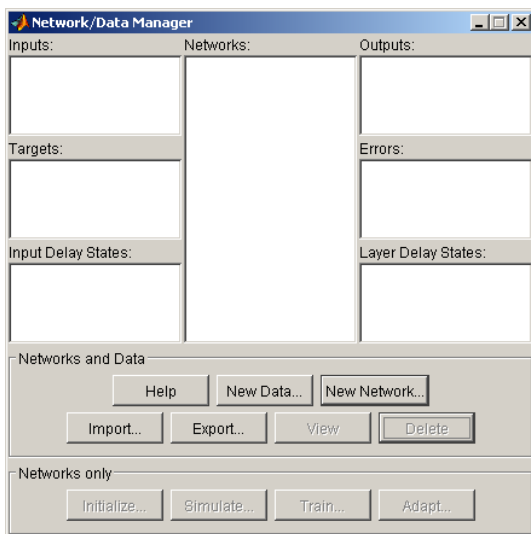 Network/Data Manager
Inputs: Networks: Outputs:
Targets: Errors:
Input Delay States: Layer Delay States:
Networks and Data
Help New Data... New Network...
Import... Export... View Delete
Networks only
Initialize... Simulate... Train... Adapt...